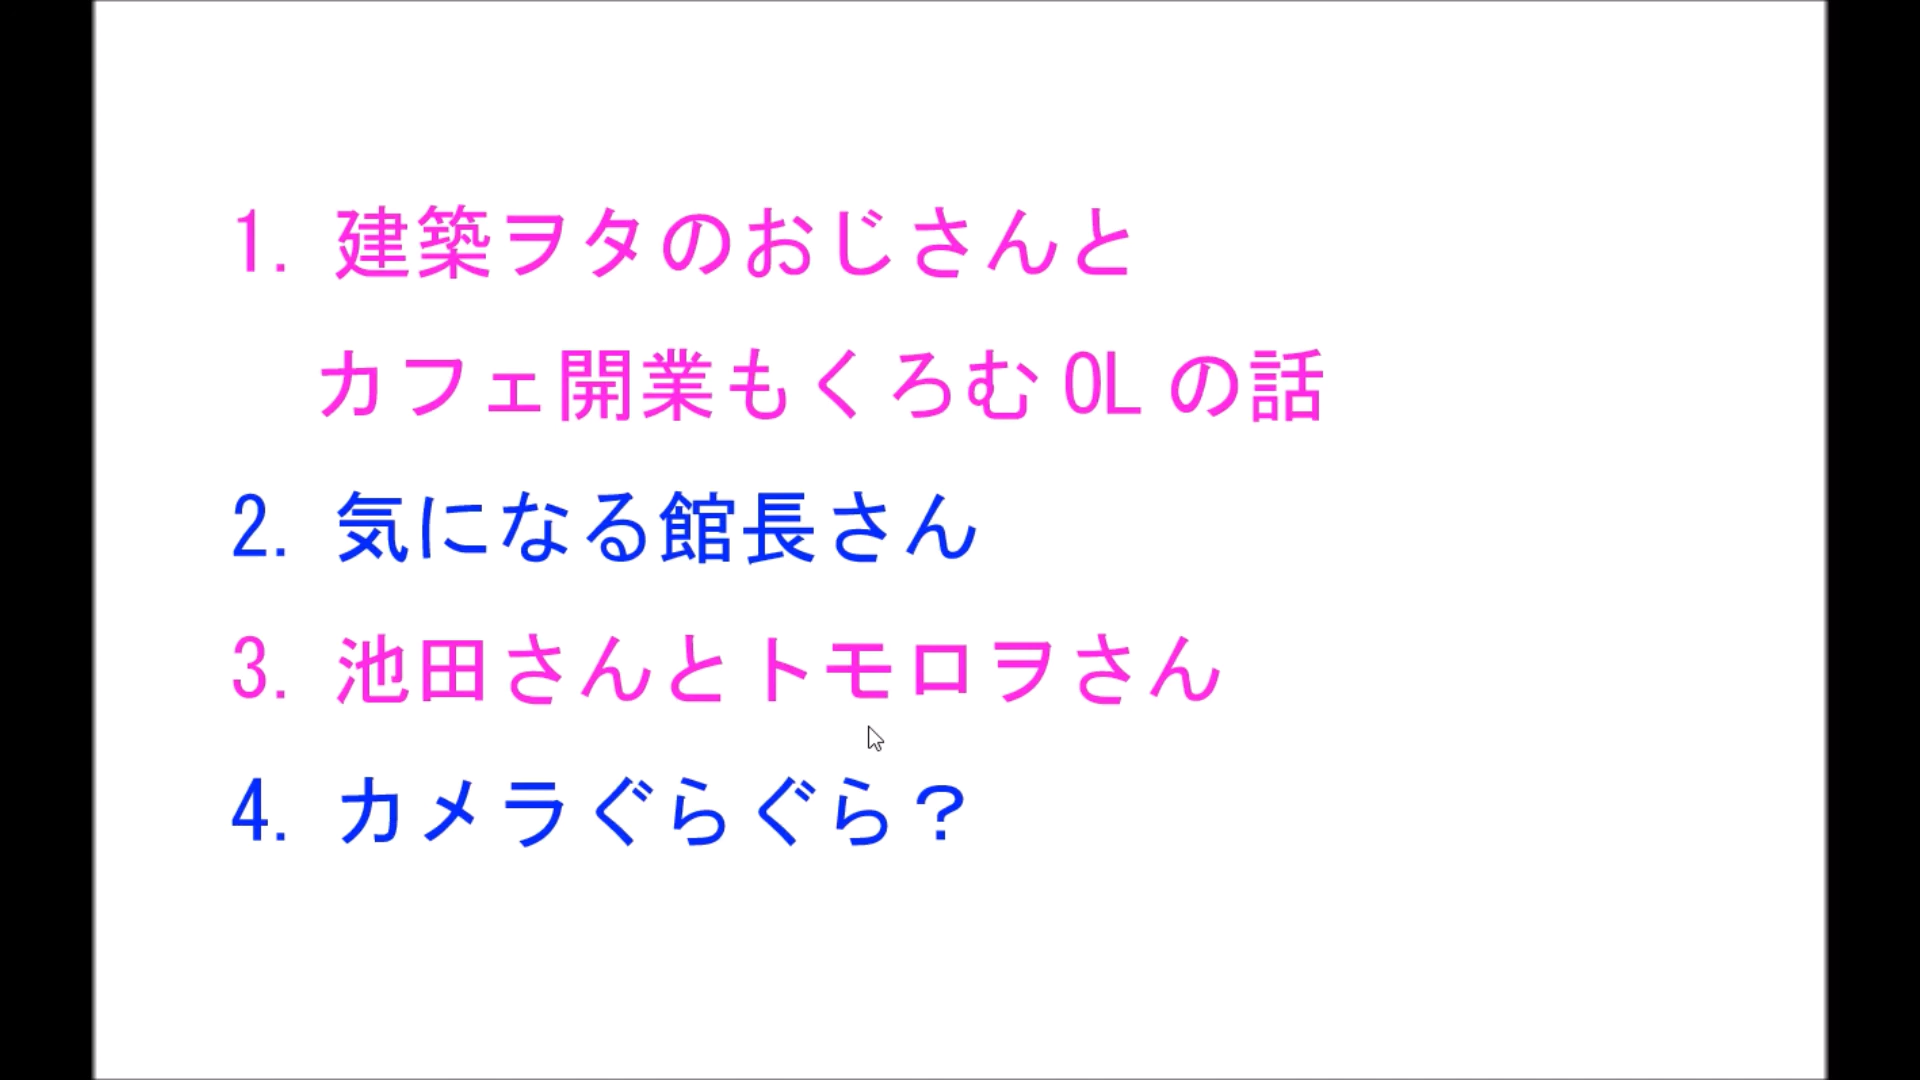 1. 建築ヲタのおじさんと
カフェ開業もくろむOLの話
2. 気になる館長さん
3. 池田さんとトモロヲさん
4. カメラぐらぐら？